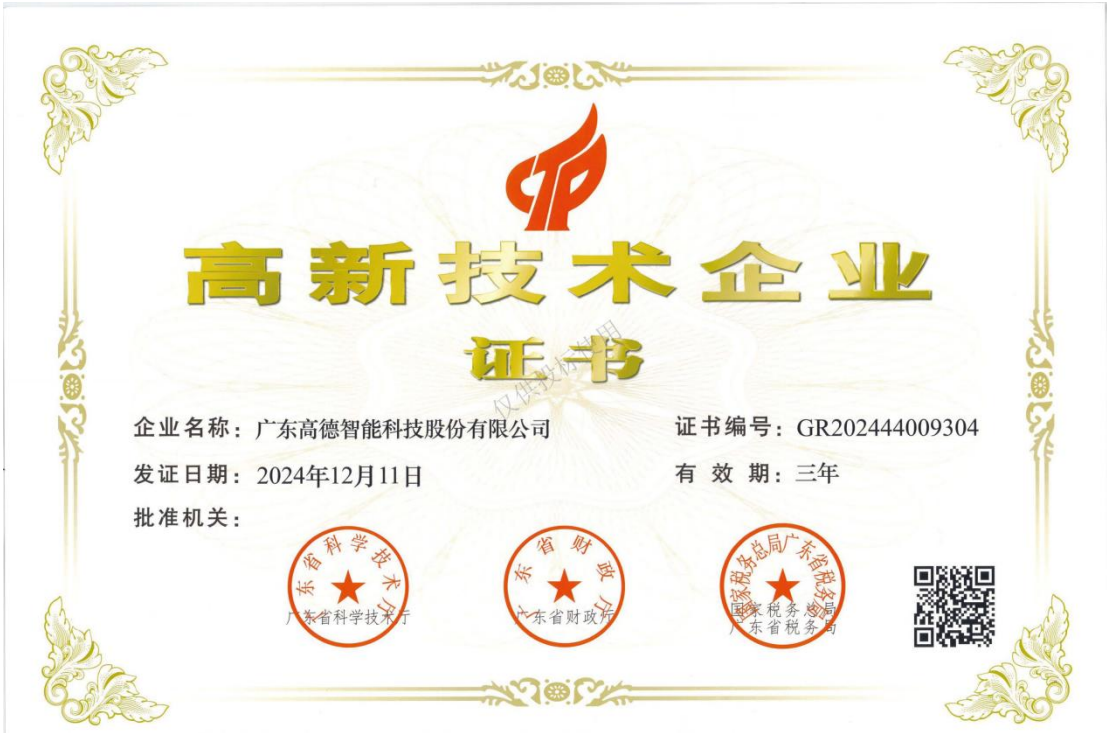 高新技术企业
证书
仅供投标使用
企业名称：广东高德智能科技股份有限公司
证书编号：GR202444009304
发证日期：2024年12月11日
有 效 期：三年
批准机关：
广东省科学技术厅
广东省科学技术厅
广东省财政厅
广东省财政厅
国家税务总局广东省税务局
国家税务总局
广东省税务局